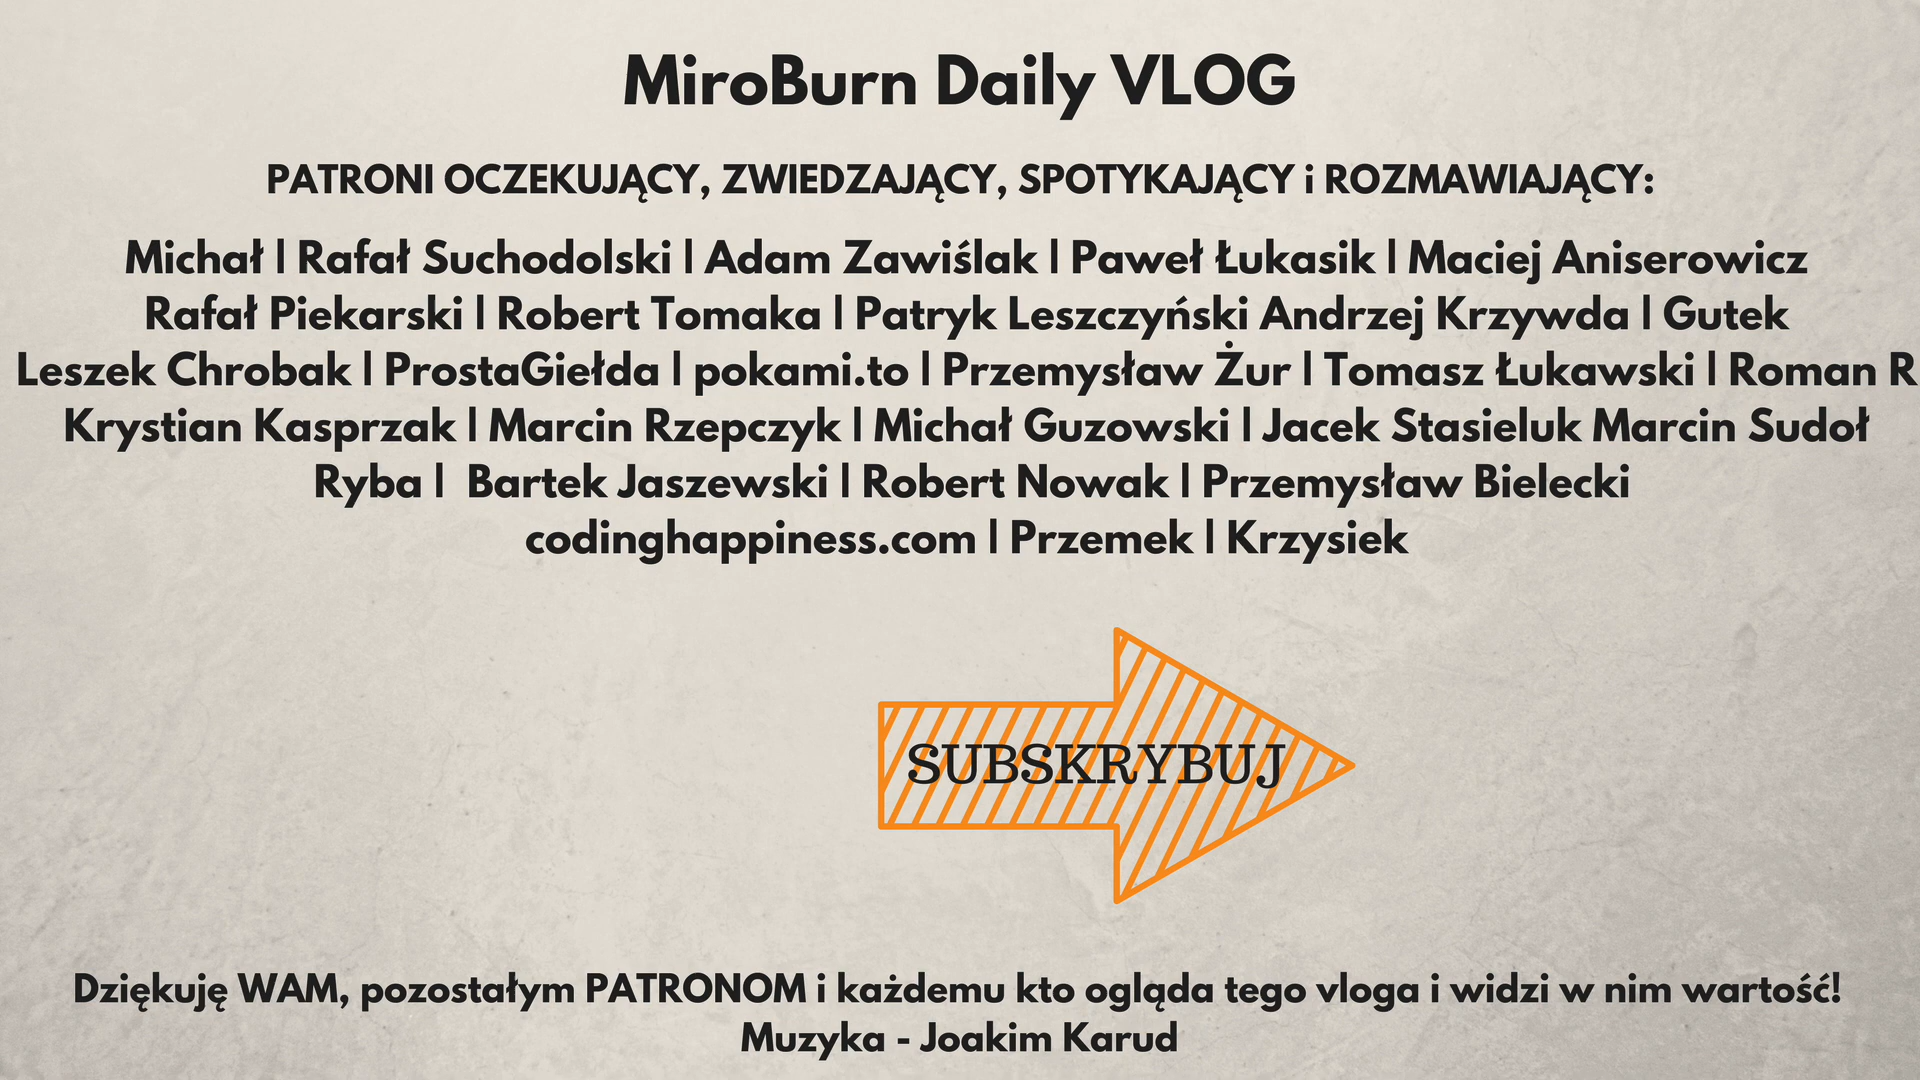 MiroBurn Daily VLOG
PATRONI OCZEKUJĄCY, ZWIEDZAJĄCY, SPOTYKAJĄCY i ROZMAWIAJĄCY:
Michał | Rafał Suchodolski | Adam Zawiślak | Paweł Łukasik | Maciej Aniserowicz
Rafał Piekarski | Robert Tomaka | Patryk Leszczyński Andrzej Krzywda | Gutek
Leszek Chrobak | ProstaGiełda | pokami.to | Przemysław Żur | Tomasz Łukawski | Roman R
Krystian Kasprzak | Marcin Rzepczyk | Michał Guzowski | Jacek Stasieluk Marcin Sudoł
Ryba |  Bartek Jaszewski | Robert Nowak | Przemysław Bielecki
codinghappiness.com | Przemek | Krzysiek
SUBSKRYBUJ
Dziękuję WAM, pozostałym PATRONOM i każdemu kto ogląda tego vloga i widzi w nim wartość!
Muzyka - Joakim Karud